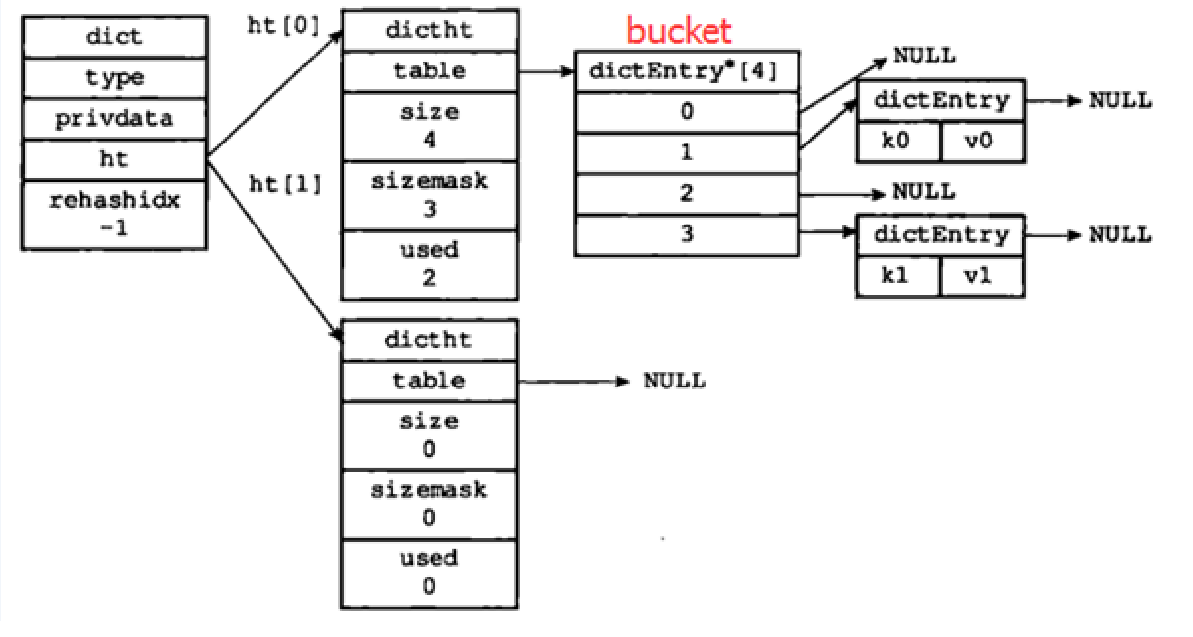 dict
type
privdata
ht
rehashidx
-1
ht[0]
ht[1]
dictht
table
size
4
sizemask
3
used
2
bucket
dictEntry*[4]
0
1
2
3
NULL
dictEntry
NULL
k0
v0
NULL
dictEntry
NULL
k1
v1
dictht
table
NULL
size
0
sizemask
0
used
0